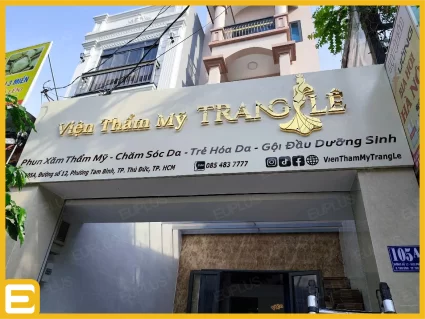 Viện Thẩm Mỹ TRANG LÊ
Phun Xăm Thẩm Mỹ - Chăm Sóc Da - Trẻ Hóa Da - Gội Đầu Dưỡng Sinh
105A, Đường số 12, Phường Tam Bình, TP. Thủ Đức, TP. HCM
085 483 7777
VienThamMyTrangLe
105A
E